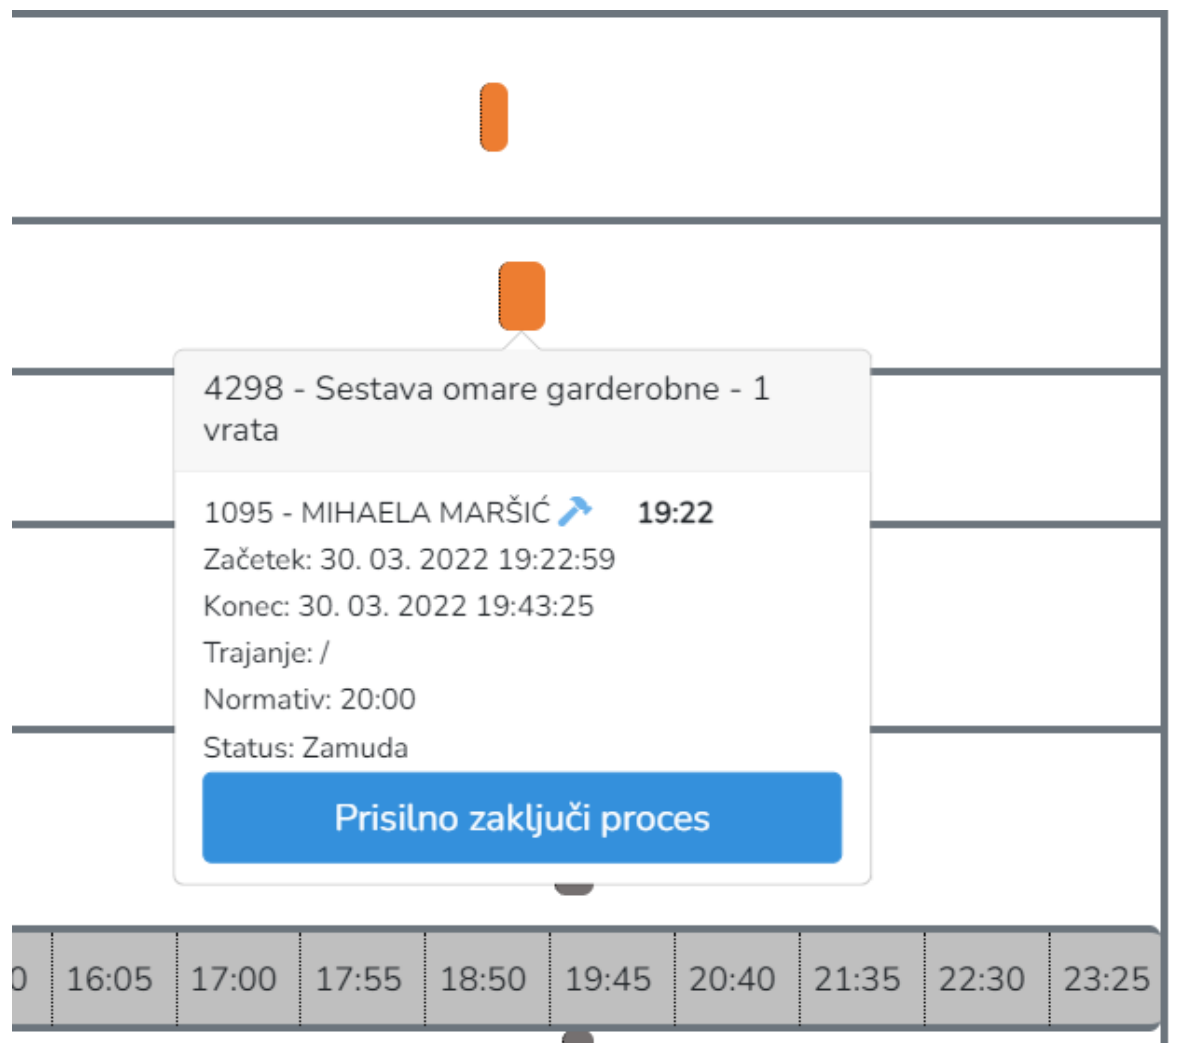 4298 - Sestava omare garderobne - 1
vrata
1095 - MIHAELA MARŠIĆ 19:22
Začetek: 30. 03. 2022 19:22:59
Konec: 30. 03. 2022 19:43:25
Trajanje: /
Normativ: 20:00
Status: Zamuda
Prisilno zaključi proces
0 16:05 17:00 17:55 18:50 19:45 20:40 21:35 22:30 23:25